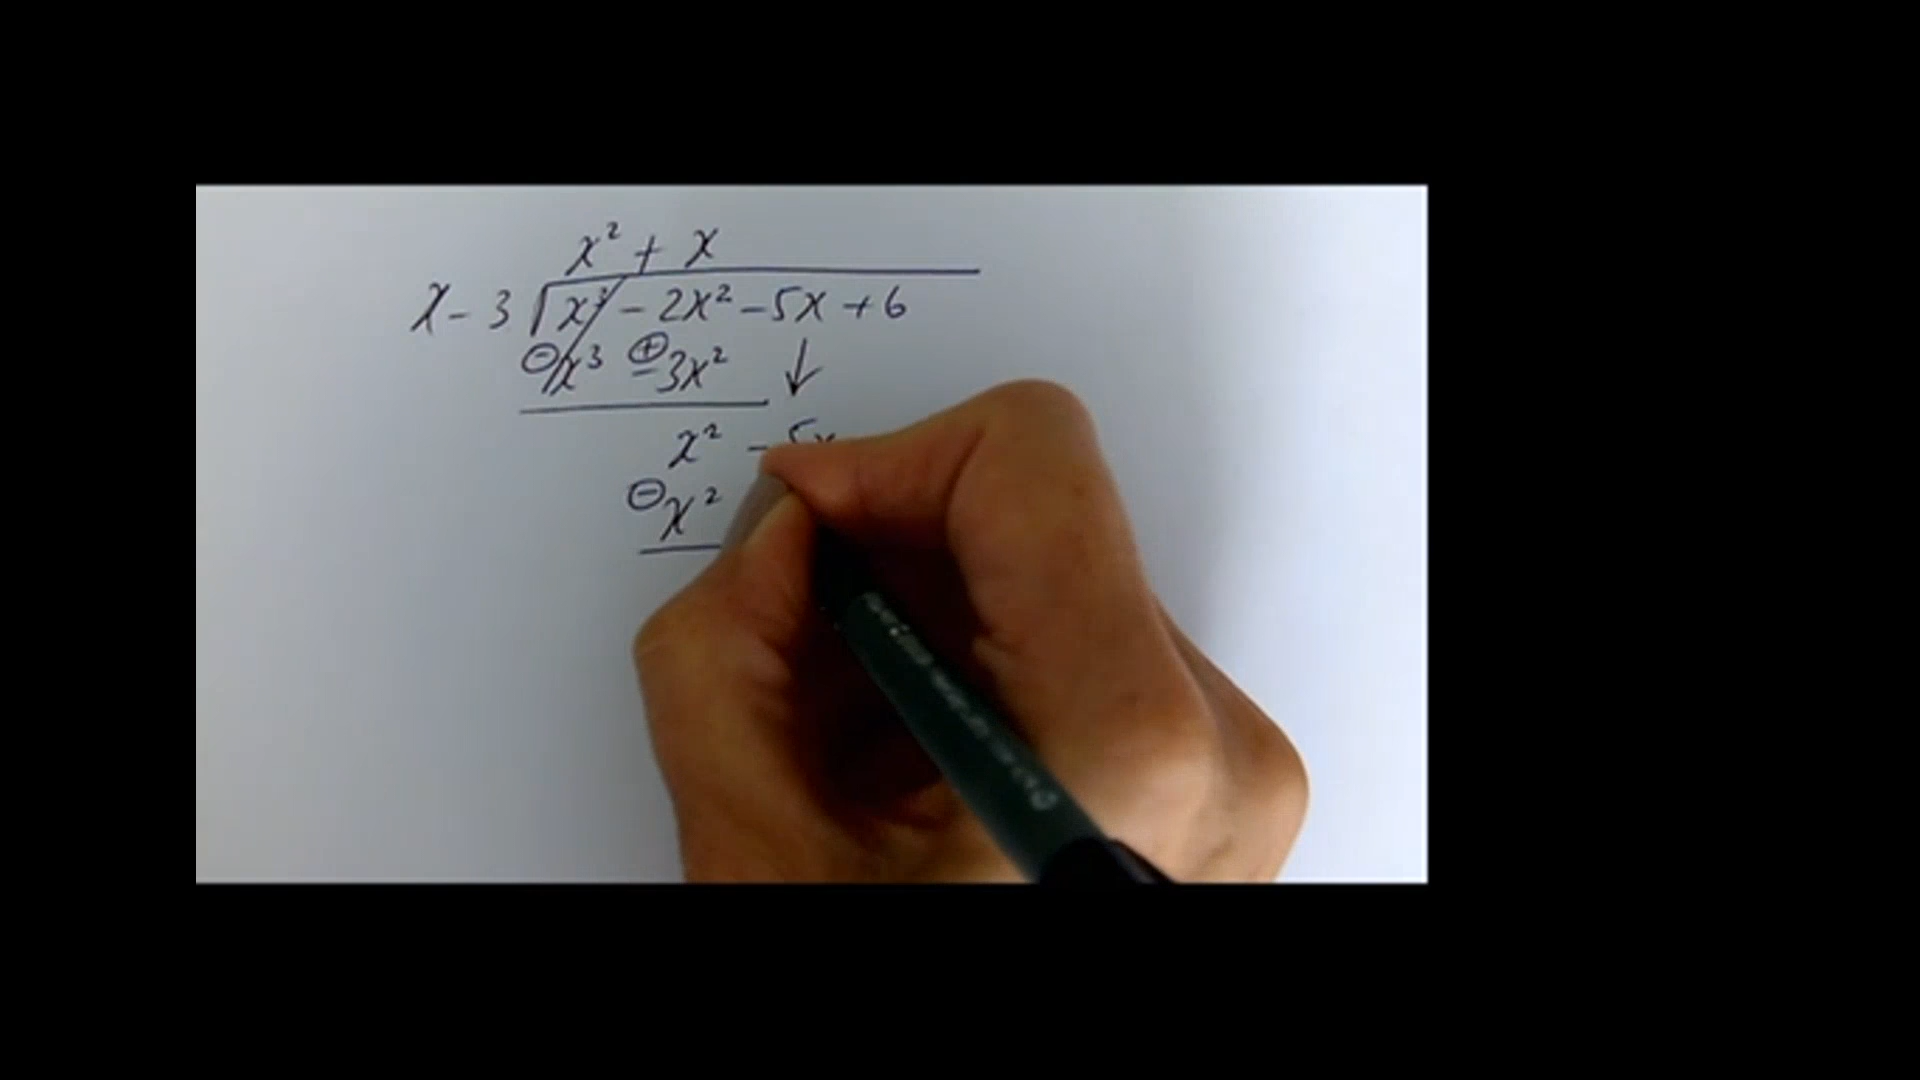 x² + x
x - 3 √x³ - 2x² - 5x + 6
⊖x³ ⊕-3x² ↓
x² - 5x
⊖x²